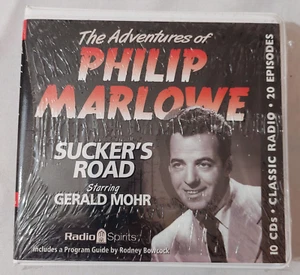 The Adventures of
PHILIP
MARLOWE
SUCKER'S
ROAD
Starring
GERALD MOHR
Radio Spirits
Includes a Program Guide by Rodney Bowcock
10 CDs • CLASSIC RADIO • 20 EPISODES